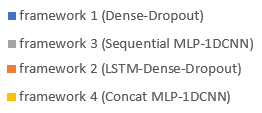 framework 1 (Dense-Dropout)
framework 3 (Sequential MLP-1DCNN)
framework 2 (LSTM-Dense-Dropout)
framework 4 (Concat MLP-1DCNN)